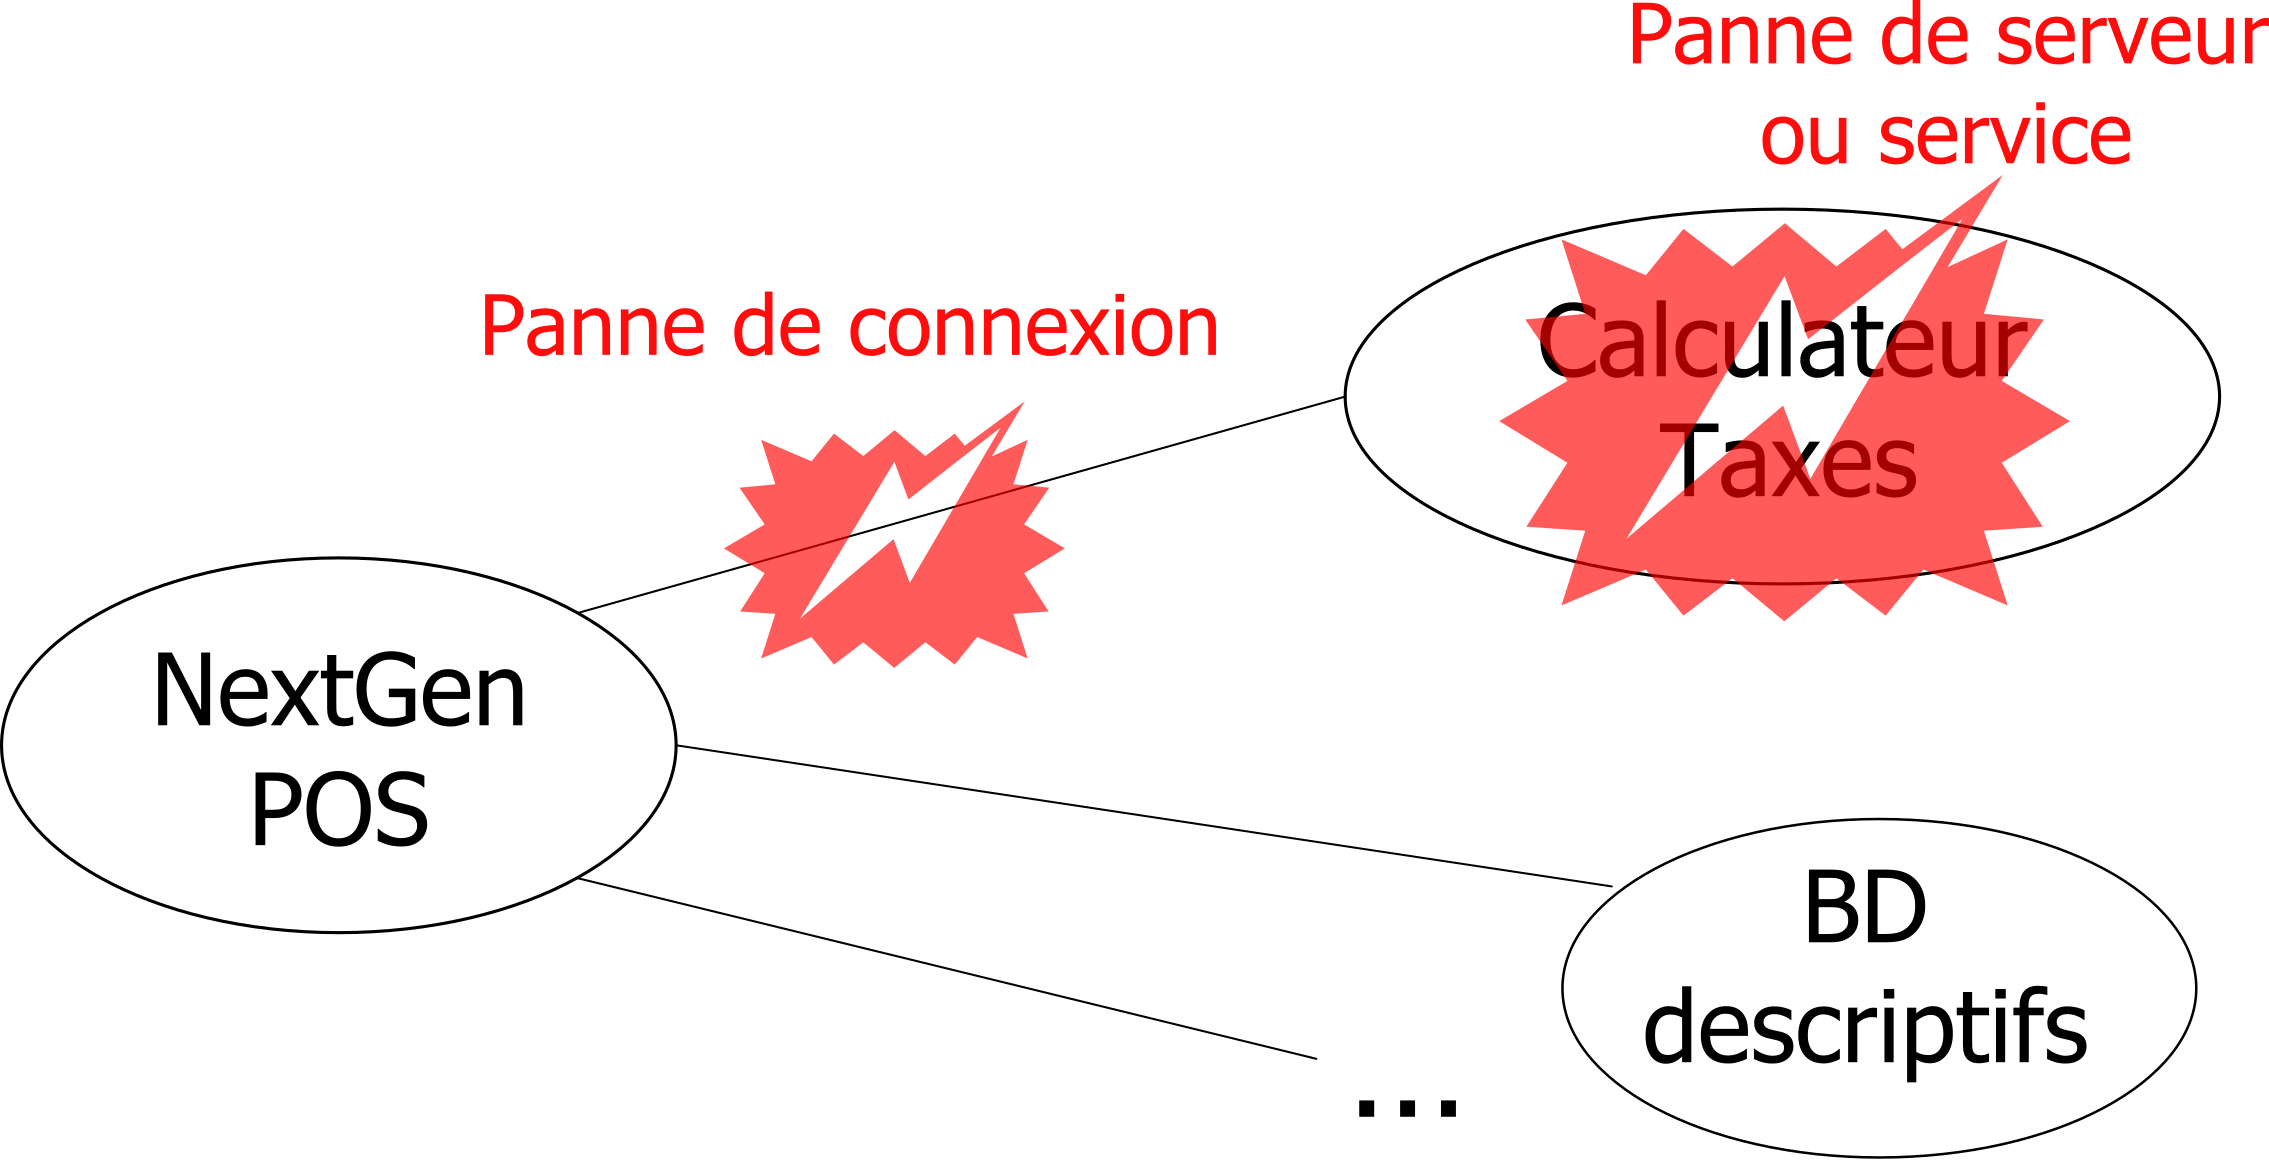 Panne de serveur
ou service
Panne de connexion
Calculateur
Taxes
NextGen
POS
BD
descriptifs
...